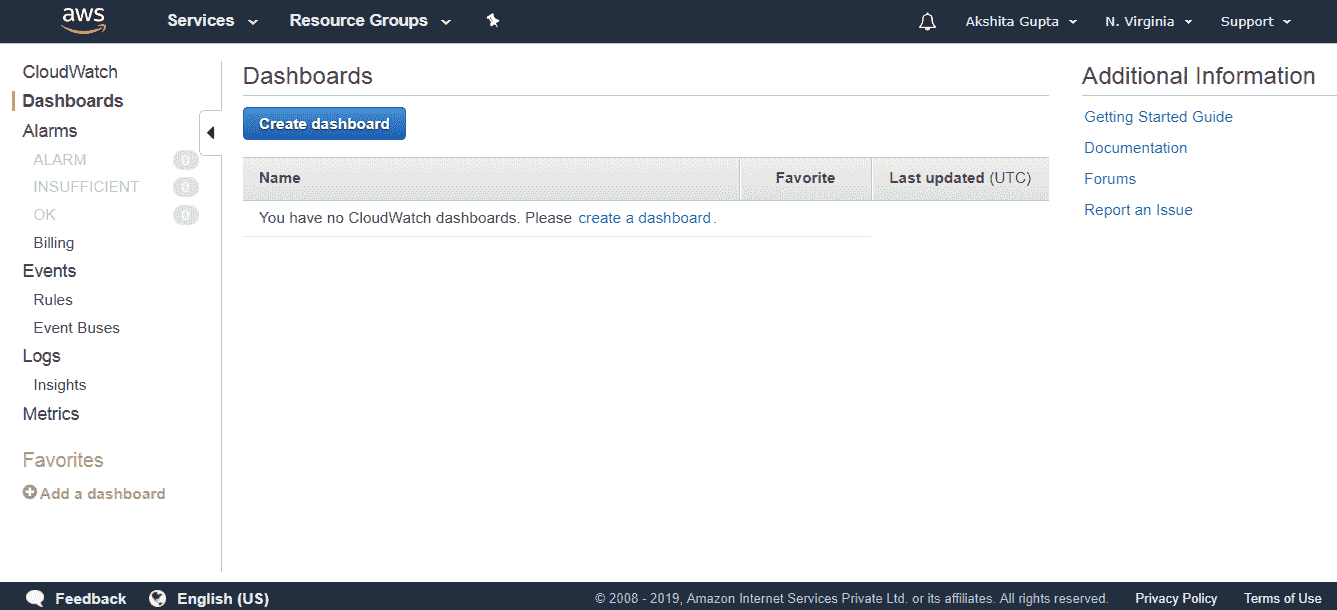 aws Services Resource Groups Akshita Gupta N. Virginia Support
CloudWatch
Dashboards
Alarms
ALARM 0
INSUFFICIENT 0
OK 0
Billing
Events
Rules
Event Buses
Logs
Insights
Metrics
Favorites
Add a dashboard
Dashboards
Create dashboard
Name Favorite Last updated (UTC)
You have no CloudWatch dashboards. Please create a dashboard.
Additional Information
Getting Started Guide
Documentation
Forums
Report an Issue
Feedback English (US) © 2008 - 2019, Amazon Internet Services Private Ltd. or its affiliates. All rights reserved. Privacy Policy Terms of Use